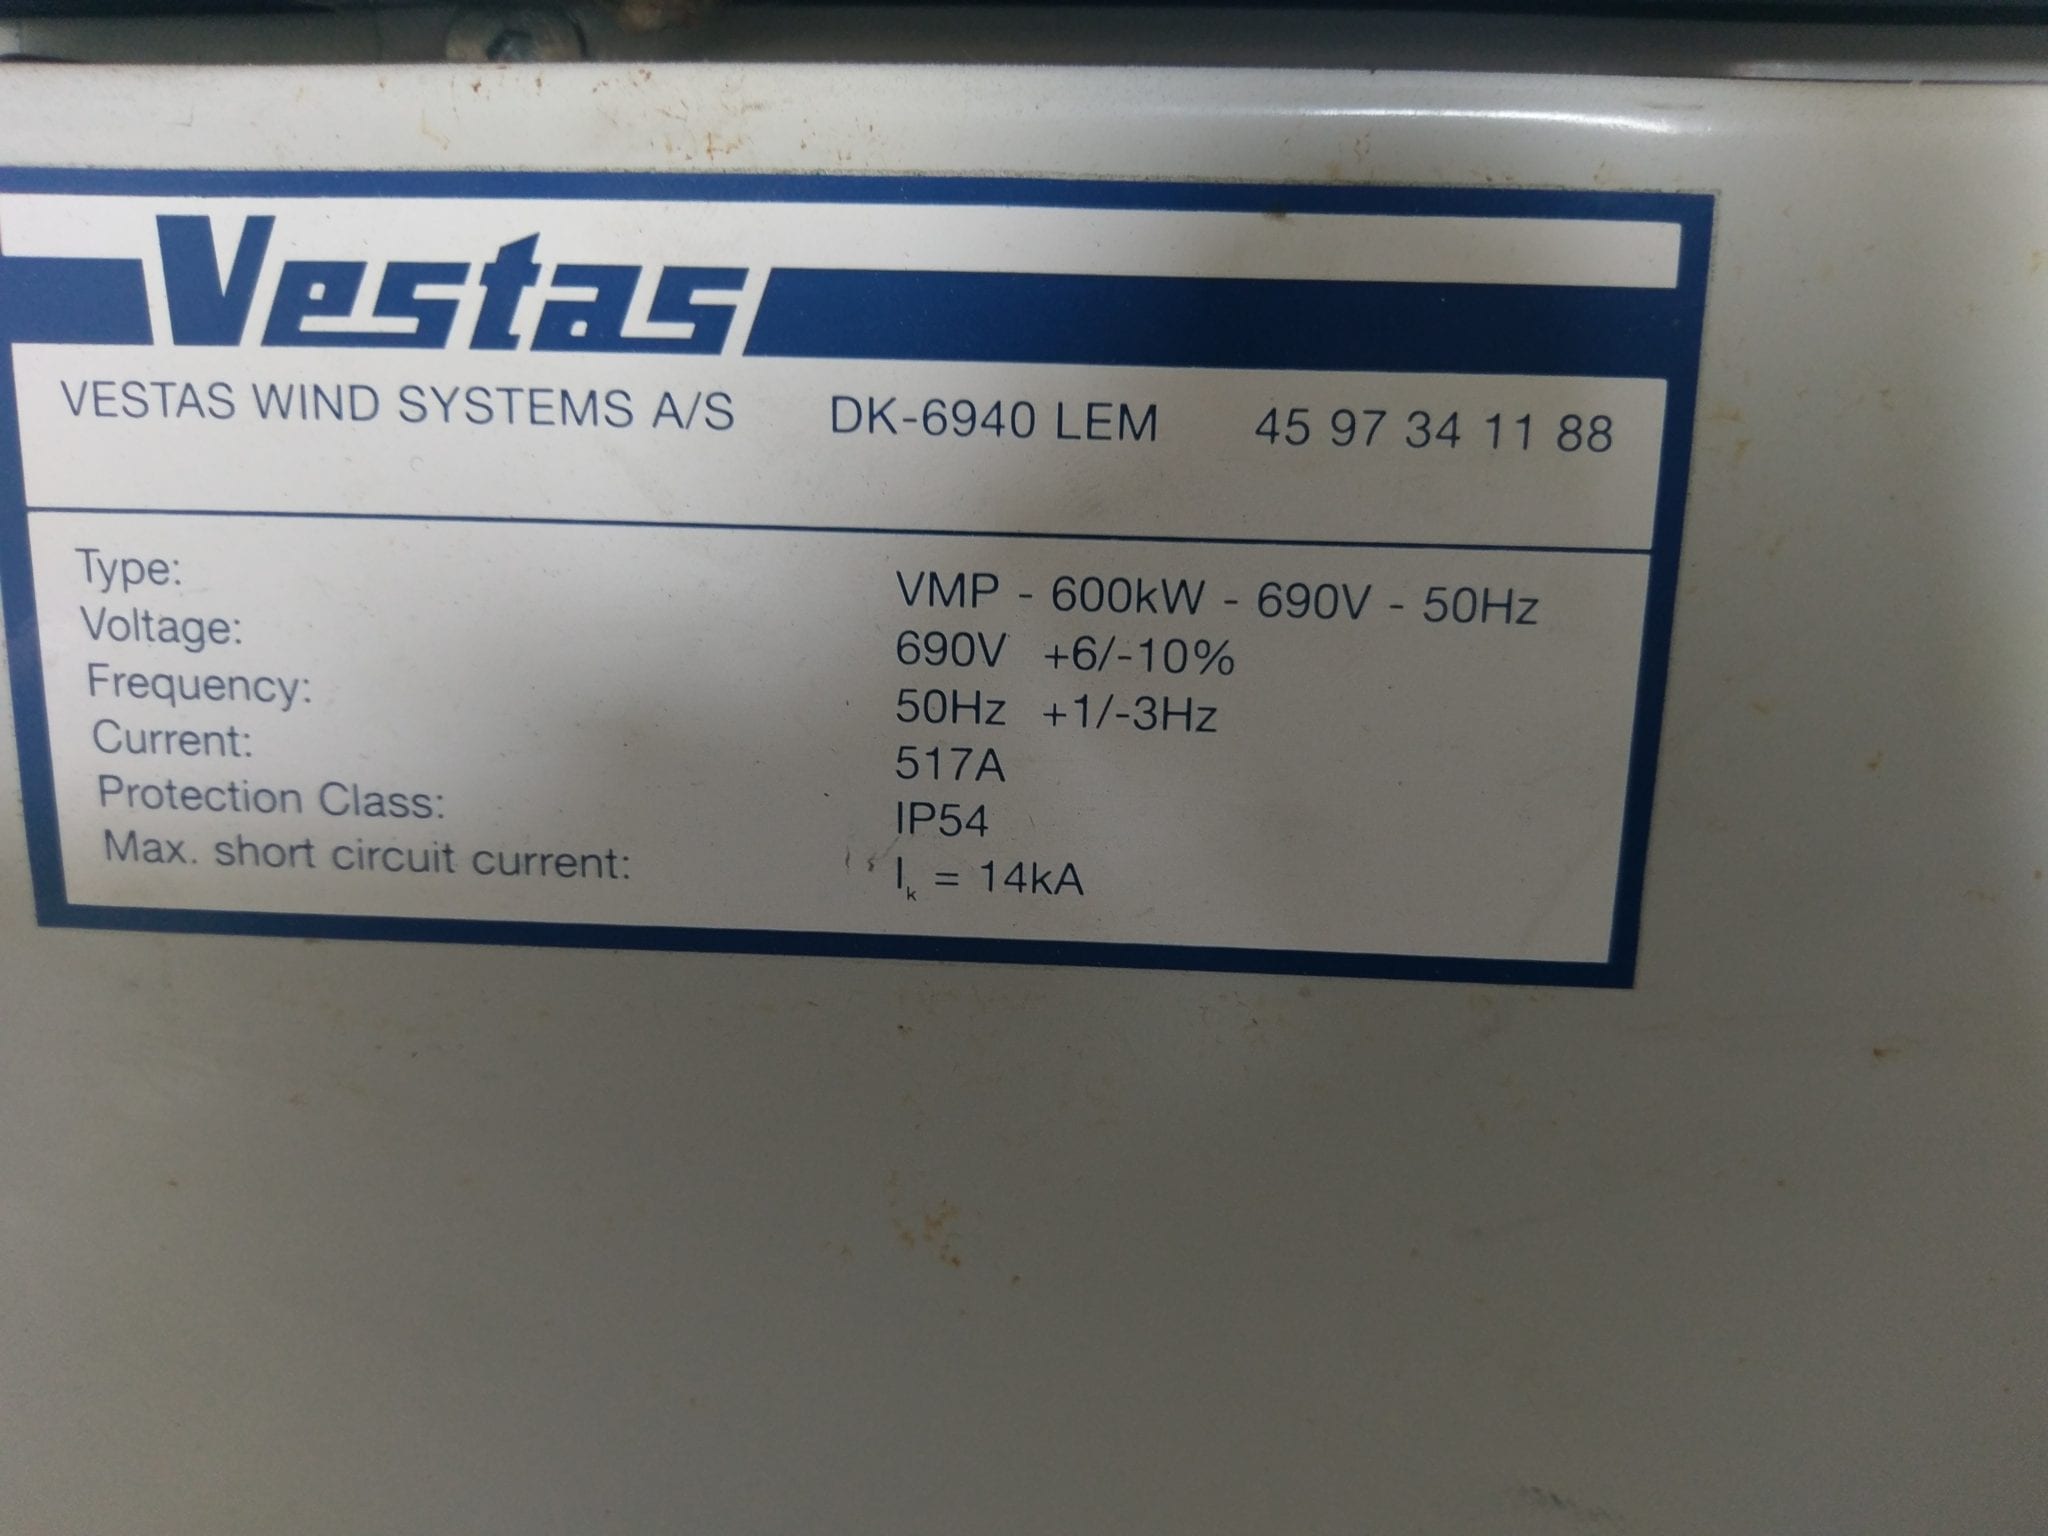 Vestas
VESTAS WIND SYSTEMS A/S DK-6940 LEM 45 97 34 11 88
Type: VMP - 600kW - 690V - 50Hz
Voltage: 690V +6/-10%
Frequency: 50Hz +1/-3Hz
Current: 517A
Protection Class: IP54
Max. short circuit current: Ik = 14kA